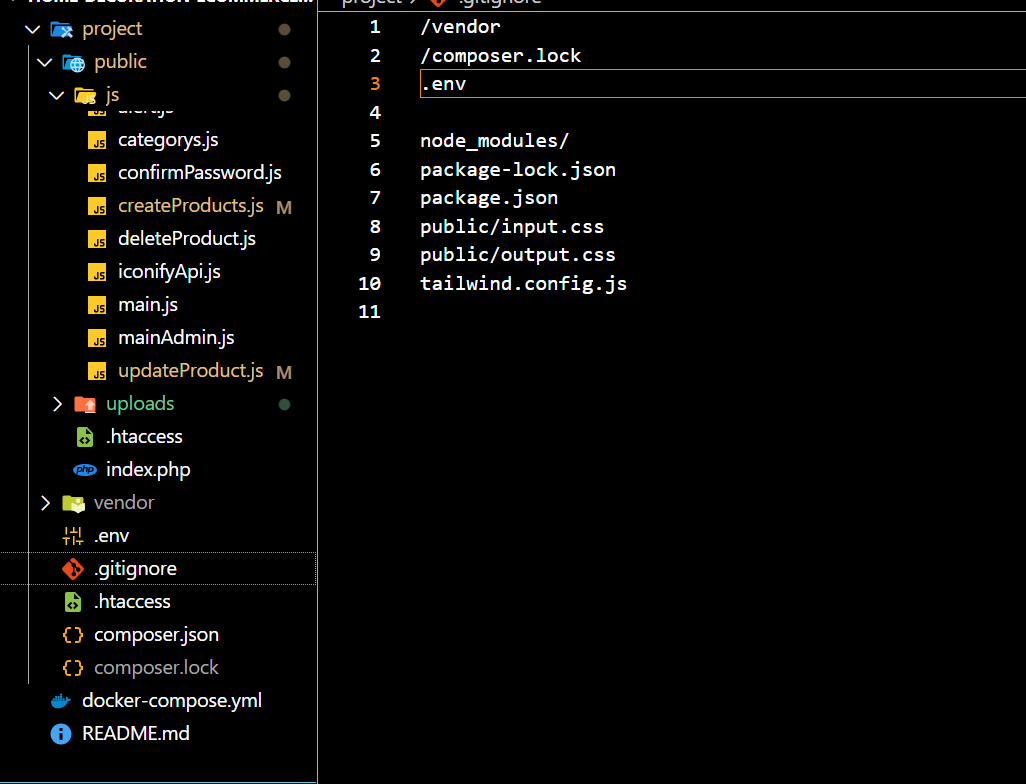 project
public
js
categorys.js
confirmPassword.js
createProducts.js M
deleteProduct.js
iconifyApi.js
main.js
mainAdmin.js
updateProduct.js M
uploads
.htaccess
index.php
vendor
.env
.gitignore
.htaccess
composer.json
composer.lock
docker-compose.yml
README.md
project > .gitignore
1 /vendor
2 /composer.lock
3 .env
4
5 node_modules/
6 package-lock.json
7 package.json
8 public/input.css
9 public/output.css
10 tailwind.config.js
11